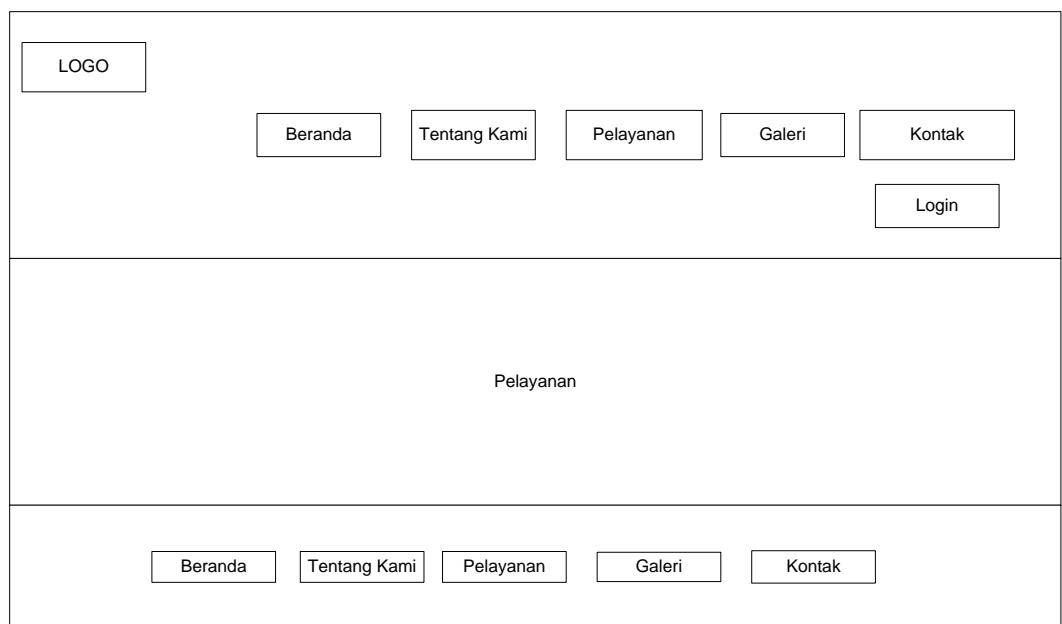 LOGO
Beranda Tentang Kami Pelayanan Galeri Kontak
Login
Pelayanan
Beranda Tentang Kami Pelayanan Galeri Kontak